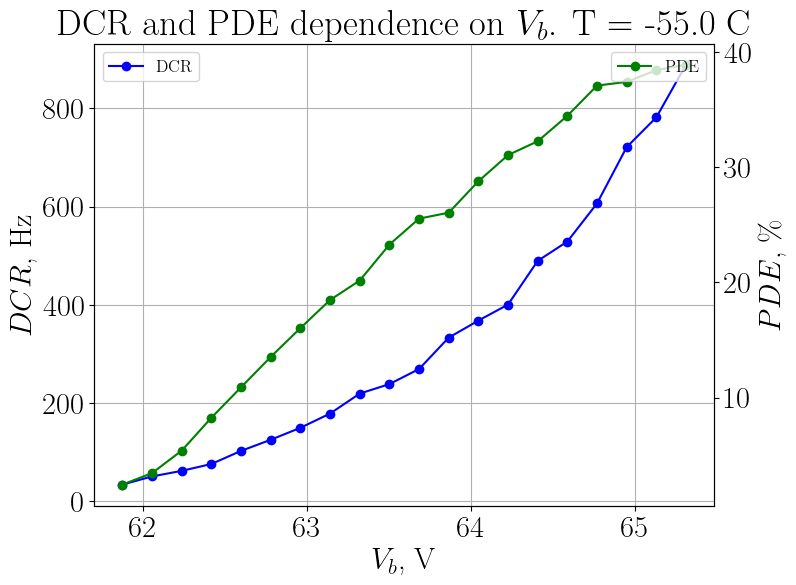 DCR and PDE dependence on V_b. T = -55.0 C
DCR
PDE
800
600
400
200
0
DCR, Hz
40
30
20
10
PDE, %
62
63
64
65
V_b, V